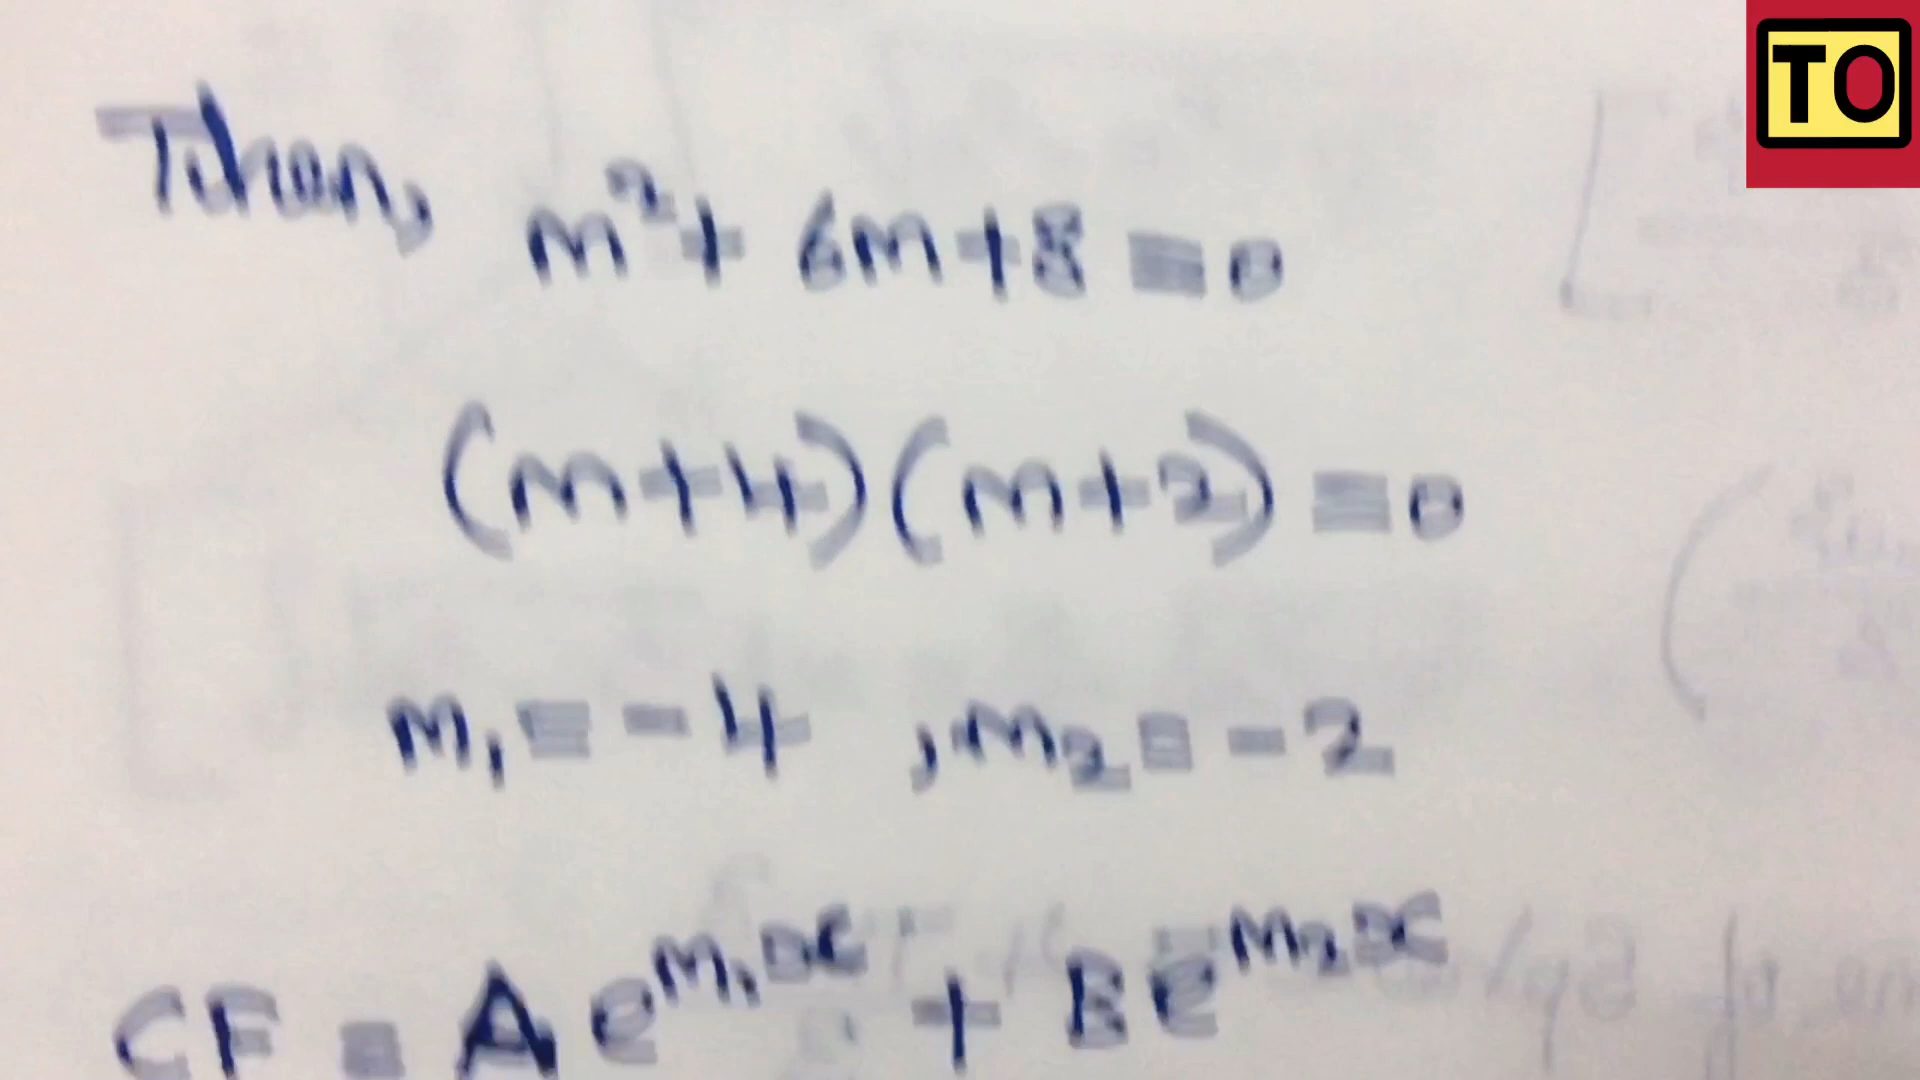 TO
Then, m²+ 6m+8=0
(m+4)(m+2)=0
m₁=-4 ,m₂=-2
CF = Ae^m₁x + Be^m₂x